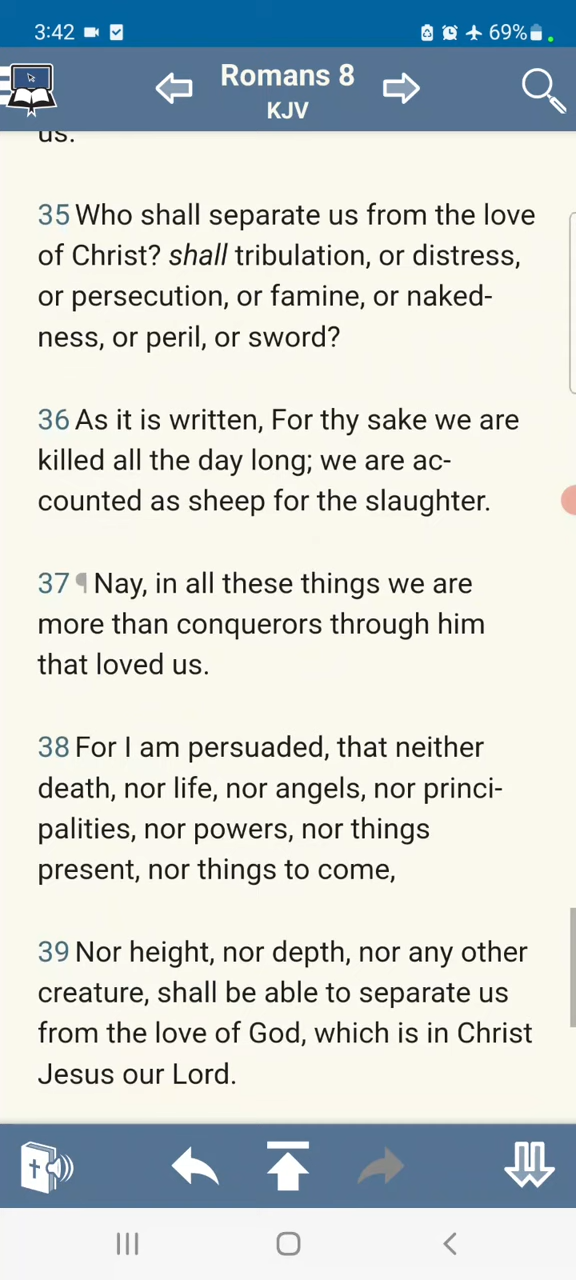 3:42
69%
Romans 8
KJV
us.
35 Who shall separate us from the love
of Christ? shall tribulation, or distress,
or persecution, or famine, or naked-
ness, or peril, or sword?
36 As it is written, For thy sake we are
killed all the day long; we are ac-
counted as sheep for the slaughter.
37 ¶ Nay, in all these things we are
more than conquerors through him
that loved us.
38 For I am persuaded, that neither
death, nor life, nor angels, nor princi-
palities, nor powers, nor things
present, nor things to come,
39 Nor height, nor depth, nor any other
creature, shall be able to separate us
from the love of God, which is in Christ
Jesus our Lord.